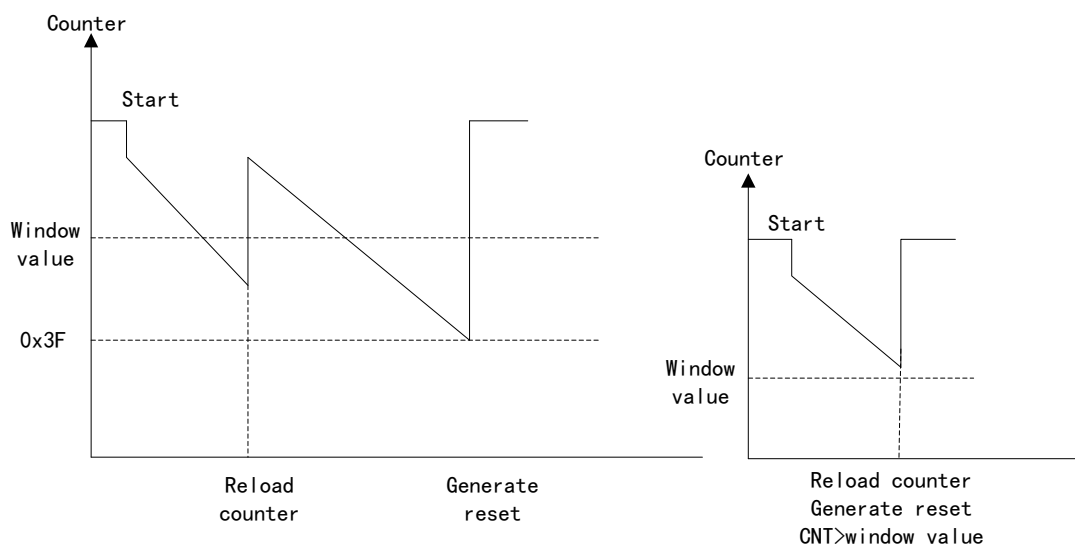 Counter
Start
Window
value
0x3F
Reload
counter
Generate
reset
Counter
Start
Window
value
Reload counter
Generate reset
CNT>window value